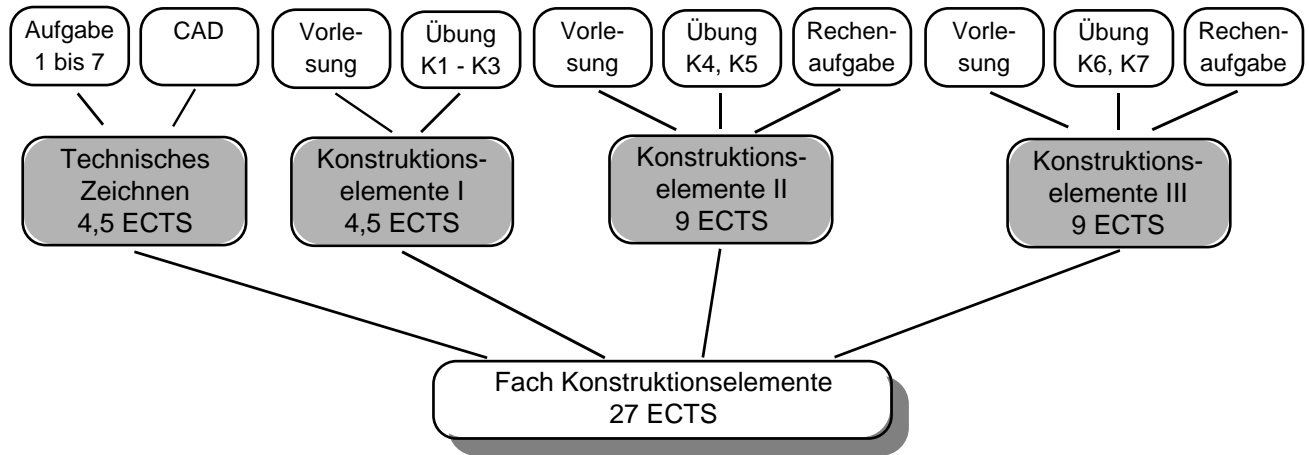 Aufgabe
1 bis 7
CAD
Vorle-
sung
Übung
K1 - K3
Vorle-
sung
Übung
K4, K5
Rechen-
aufgabe
Vorle-
sung
Übung
K6, K7
Rechen-
aufgabe
Technisches
Zeichnen
4,5 ECTS
Konstruktions-
elemente I
4,5 ECTS
Konstruktions-
elemente II
9 ECTS
Konstruktions-
elemente III
9 ECTS
Fach Konstruktionselemente
27 ECTS